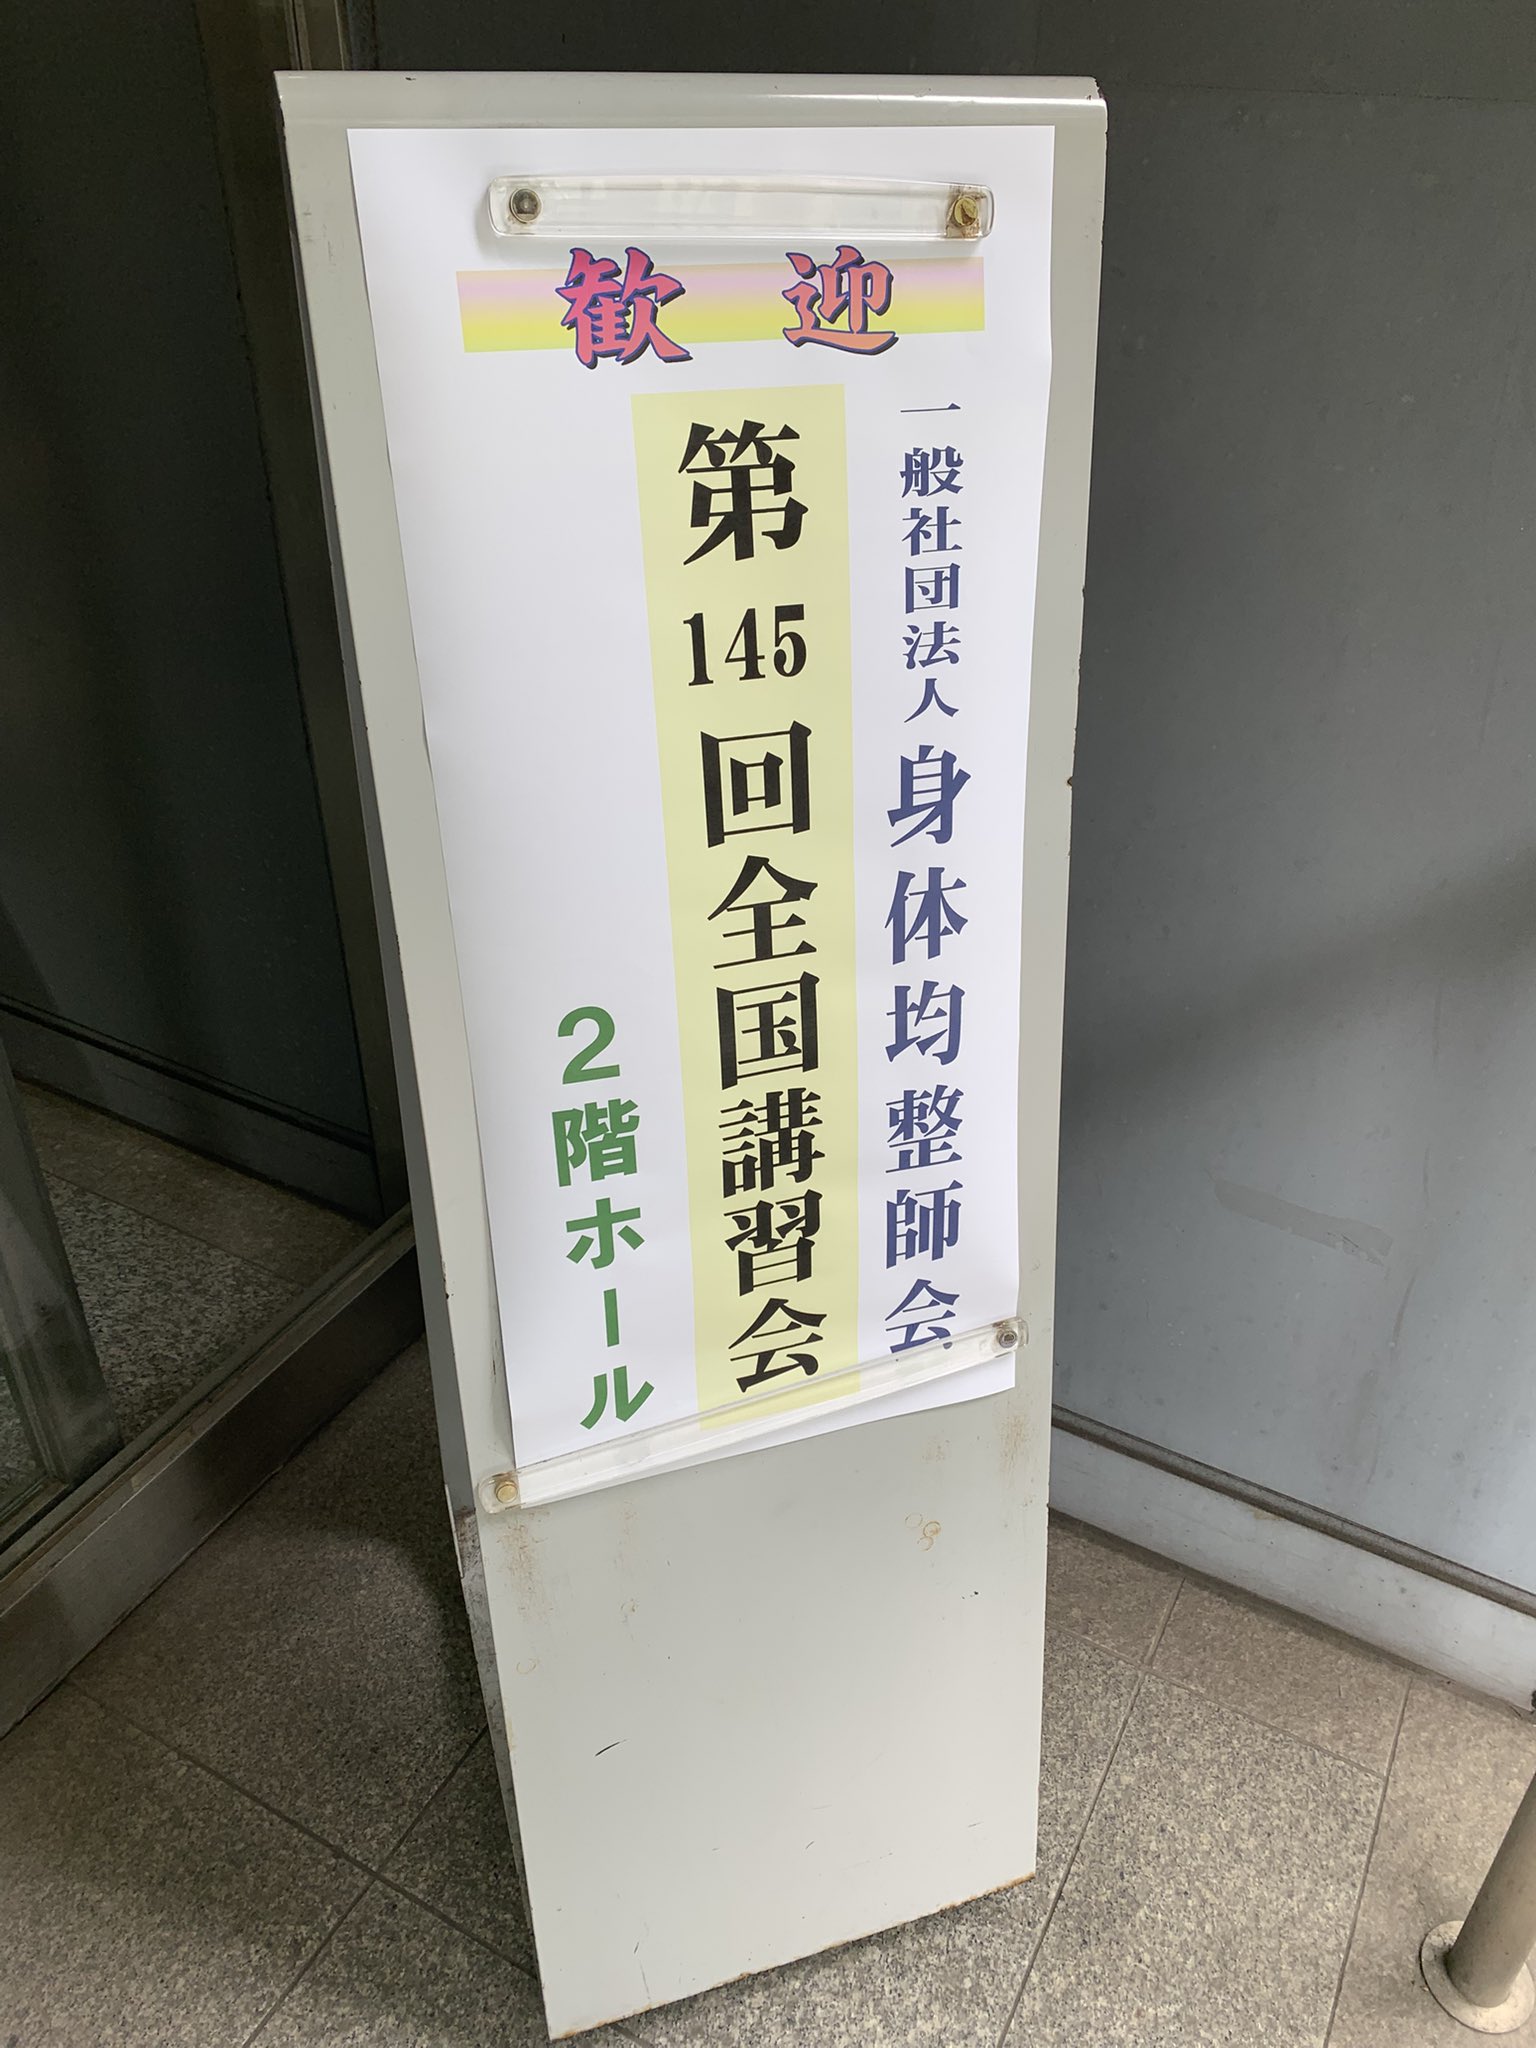 歓迎
一般社団法人 身体均整師会
第145回全国講習会
2階ホール